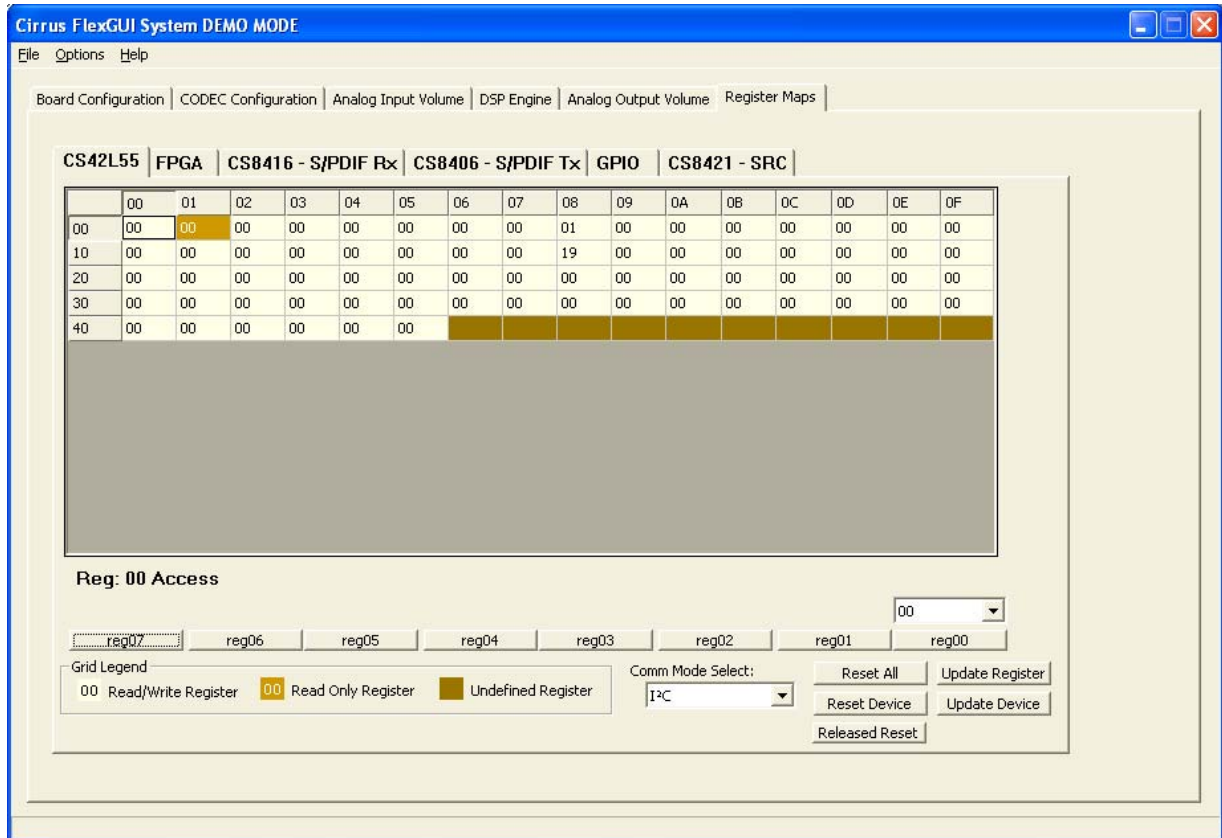 Cirrus FlexGUI System DEMO MODE
File Options Help
Board Configuration CODEC Configuration Analog Input Volume DSP Engine Analog Output Volume Register Maps
CS42L55 FPGA CS8416 - S/PDIF Rx CS8406 - S/PDIF Tx GPIO CS8421 - SRC
00 01 02 03 04 05 06 07 08 09 0A 0B 0C 0D 0E 0F
00 00 00 00 00 00 00 00 00 01 00 00 00 00 00 00 00
10 00 00 00 00 00 00 00 00 19 00 00 00 00 00 00 00
20 00 00 00 00 00 00 00 00 00 00 00 00 00 00 00 00
30 00 00 00 00 00 00 00 00 00 00 00 00 00 00 00 00
40 00 00 00 00 00 00
Reg: 00 Access
00
reg07 reg06 reg05 reg04 reg03 reg02 reg01 reg00
Grid Legend
00 Read/Write Register 00 Read Only Register Undefined Register
Comm Mode Select:
I²C
Reset All Update Register
Reset Device Update Device
Released Reset